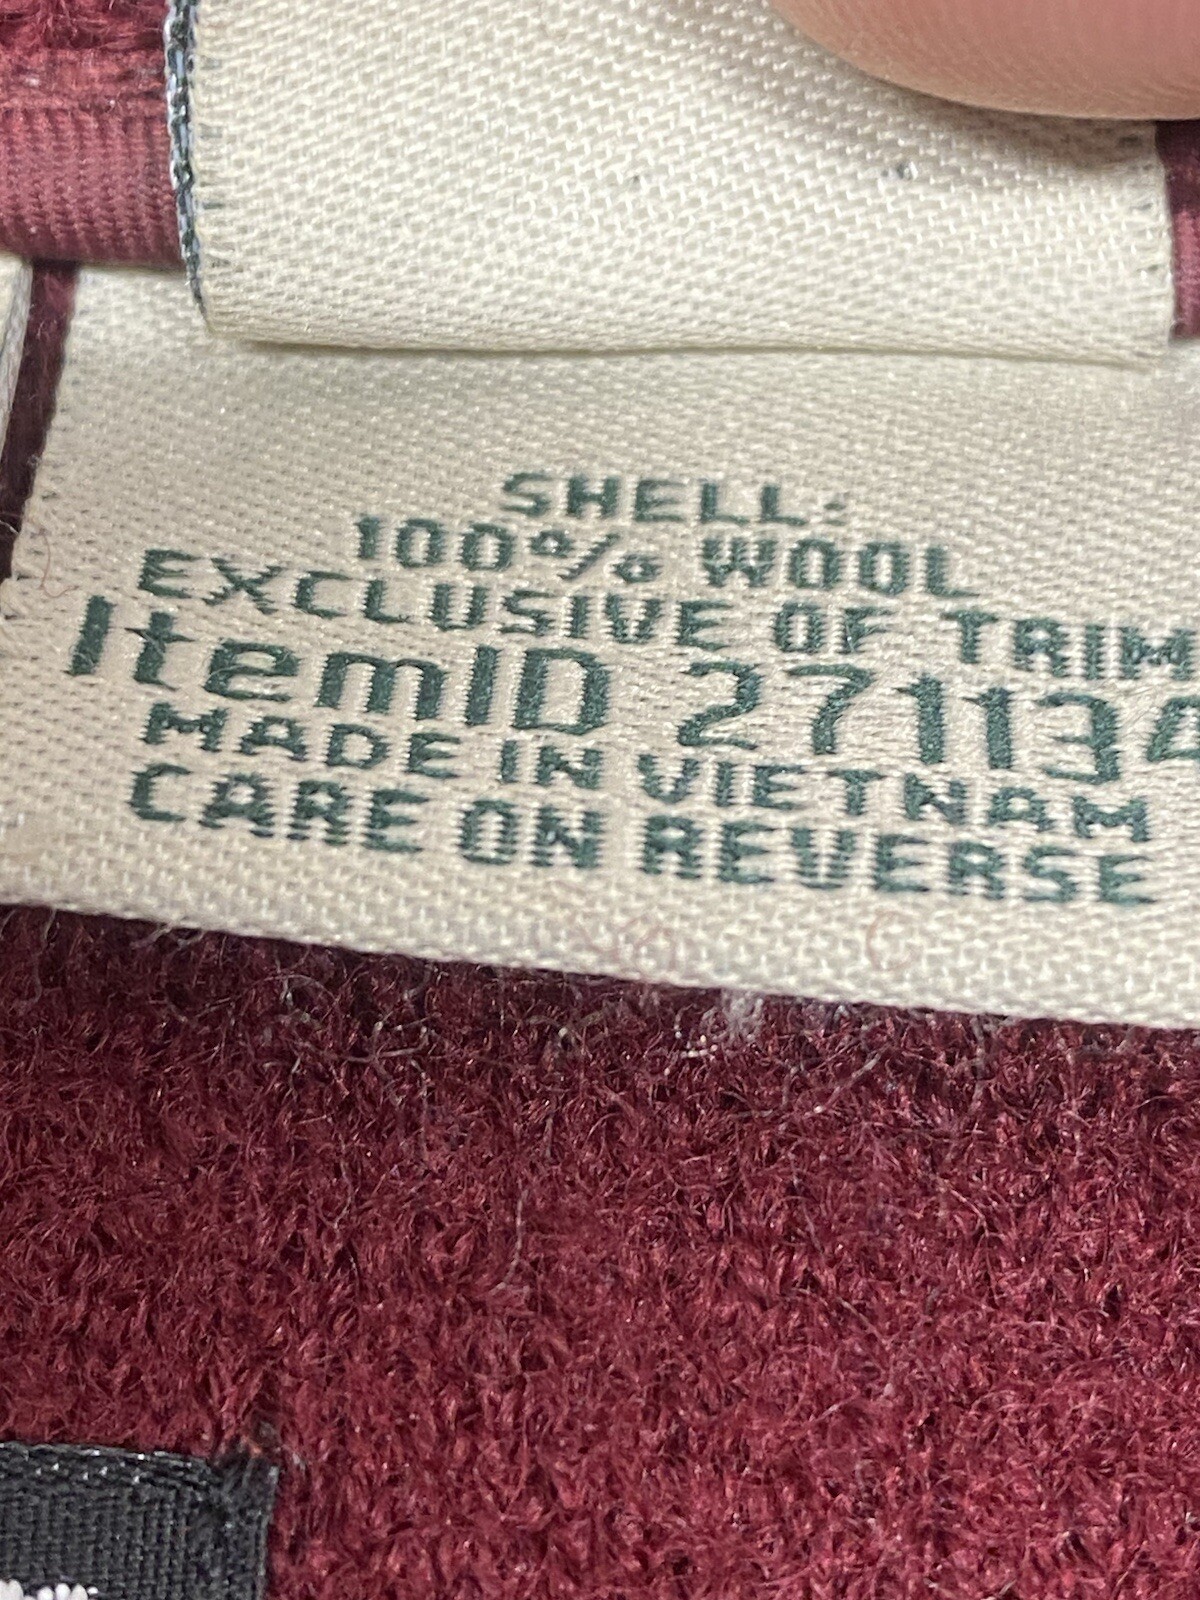 SHELL:
100% WOOL
EXCLUSIVE OF TRIM
ItemID 271134
MADE IN VIETNAM
CARE ON REVERSE